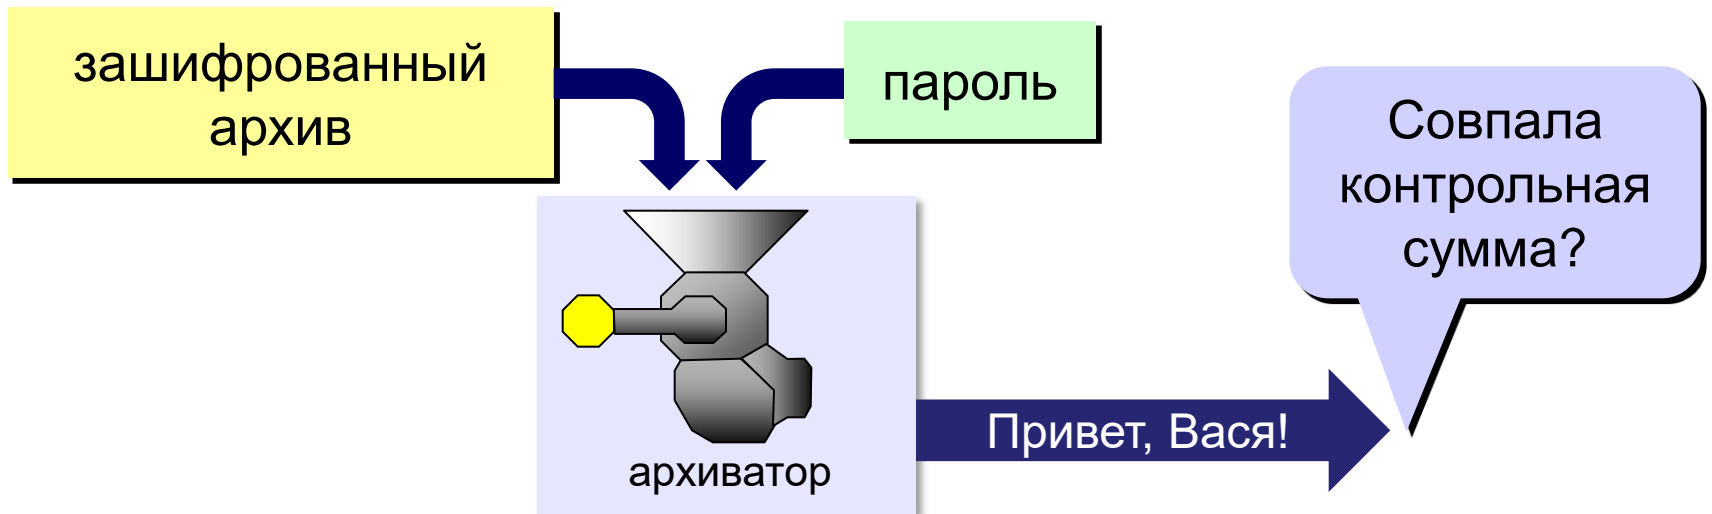 зашифрованный
архив
пароль
Совпала
контрольная
сумма?
Привет, Вася!
архиватор